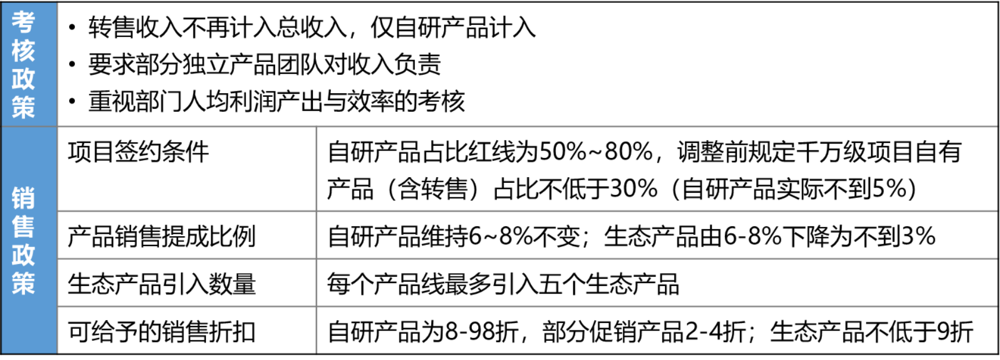 考核政策
• 转售收入不再计入总收入，仅自研产品计入
• 要求部分独立产品团队对收入负责
• 重视部门人均利润产出与效率的考核
销售政策
项目签约条件
自研产品占比红线为50%~80%，调整前规定千万级项目自有
产品（含转售）占比不低于30%（自研产品实际不到5%）
产品销售提成比例
自研产品维持6~8%不变；生态产品由6-8%下降为不到3%
生态产品引入数量
每个产品线最多引入五个生态产品
可给予的销售折扣
自研产品为8-98折，部分促销产品2-4折；生态产品不低于9折